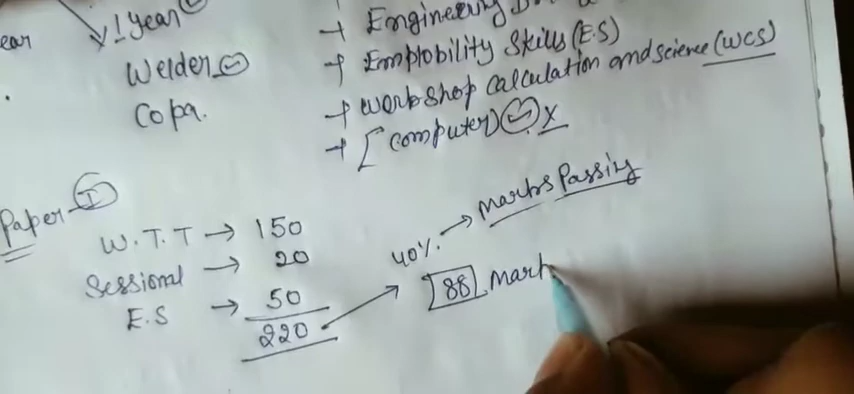 ear
1 year
Welder
Copa.
→ Engineering
→ Emplobility Skills (E.S)
→ workshop calculation and science (WCS)
→ [computer) x
Paper - I
W.T.T → 150
Sessional → 20
E.S → 50
220
40%. → marks Passing
88 Mark